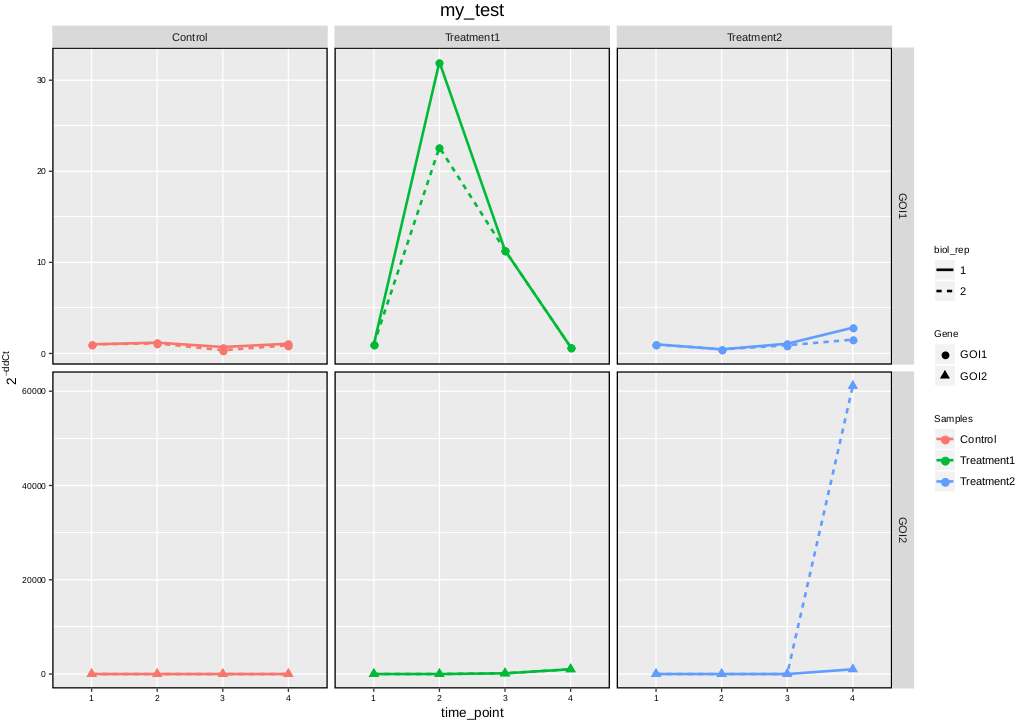 my_test
Control
Treatment1
Treatment2
30
20
10
0
GOI1
60000
40000
20000
0
GOI2
1 2 3 4
1 2 3 4
1 2 3 4
time_point
2^-ddCt
biol_rep
1
2
Gene
GOI1
GOI2
Samples
Control
Treatment1
Treatment2